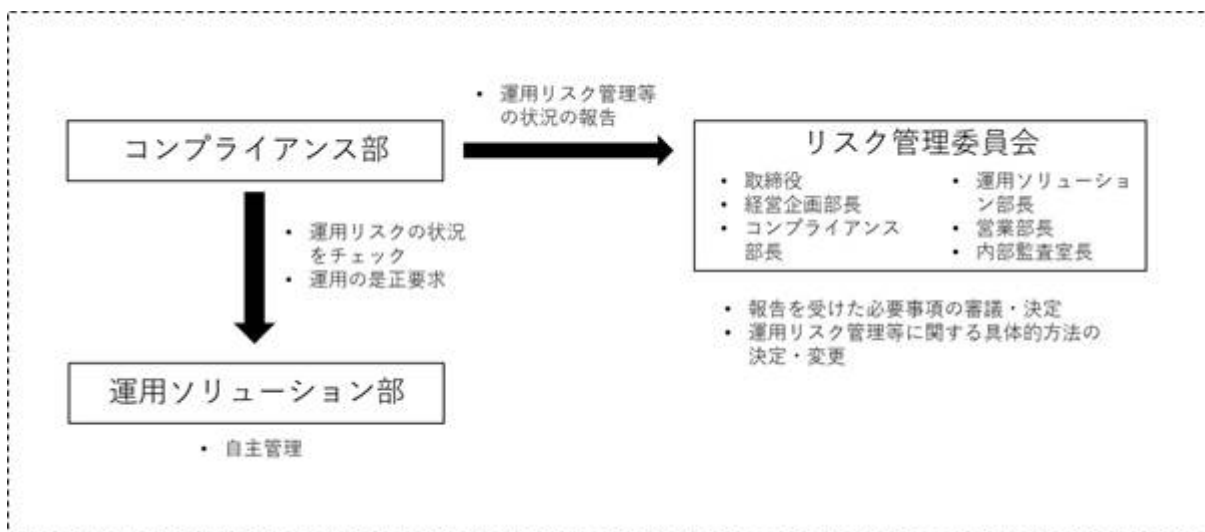 • 運用リスク管理等
の状況の報告
コンプライアンス部
リスク管理委員会
• 取締役
• 経営企画部長
• コンプライアンス
部長
• 運用ソリューショ
ン部長
• 営業部長
• 内部監査室長
• 運用リスクの状況
をチェック
• 運用の是正要求
• 報告を受けた必要事項の審議・決定
• 運用リスク管理等に関する具体的方法の
決定・変更
運用ソリューション部
• 自主管理